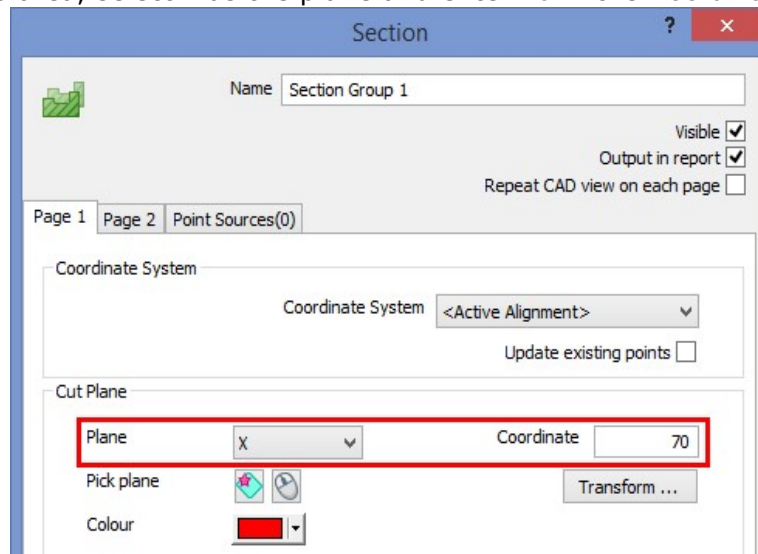 Section
?
×
Name Section Group 1
Visible
Output in report
Repeat CAD view on each page
Page 1 Page 2 Point Sources(0)
Coordinate System
Coordinate System <Active Alignment>
Update existing points
Cut Plane
Plane X Coordinate 70
Pick plane Transform ...
Colour